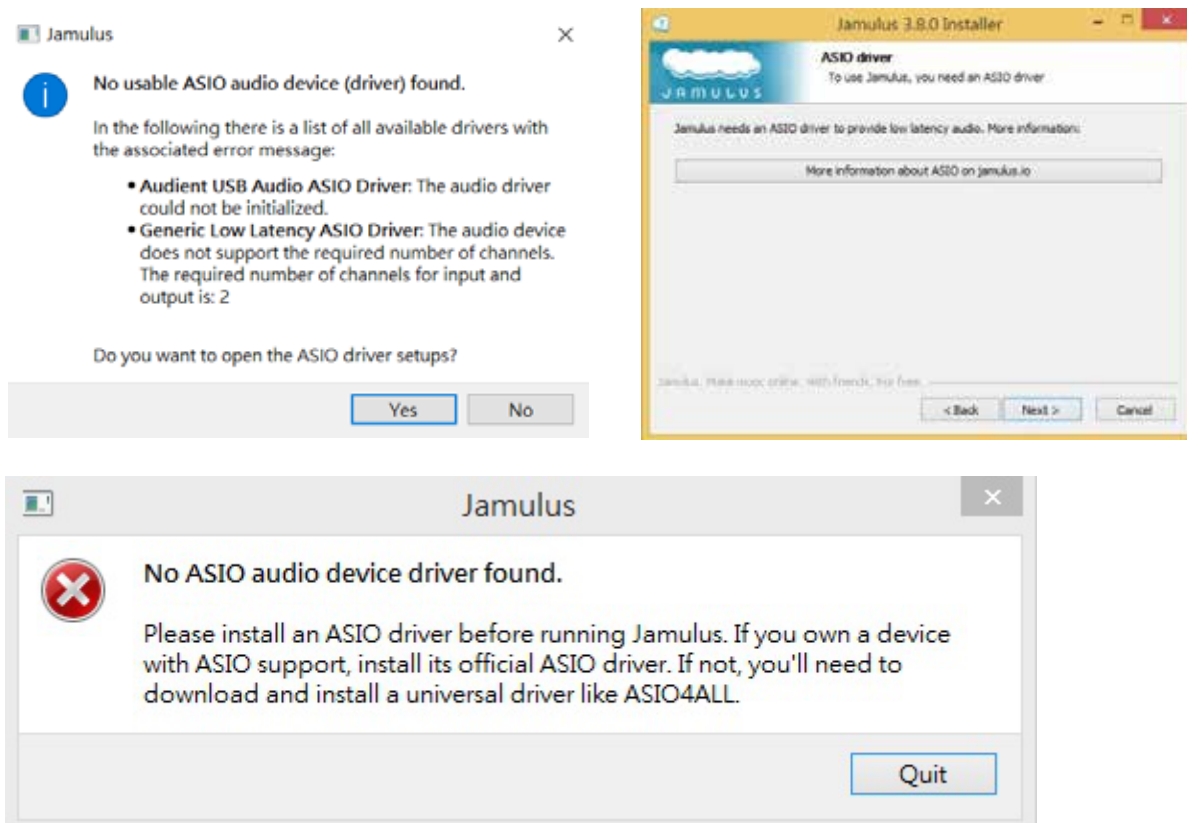 Jamulus
No usable ASIO audio device (driver) found.
In the following there is a list of all available drivers with
the associated error message:
• Audient USB Audio ASIO Driver: The audio driver
could not be initialized.
• Generic Low Latency ASIO Driver: The audio device
does not support the required number of channels.
The required number of channels for input and
output is: 2
Do you want to open the ASIO driver setups?
Yes No
Jamulus 3.8.0 Installer
JAMULUS
ASIO driver
To use Jamulus, you need an ASIO driver
Jamulus needs an ASIO driver to provide low latency audio. More information:
More information about ASIO on jamulus.io
Jamulus. Make music online. With friends. For free.
< Back Next > Cancel
Jamulus
No ASIO audio device driver found.
Please install an ASIO driver before running Jamulus. If you own a device
with ASIO support, install its official ASIO driver. If not, you'll need to
download and install a universal driver like ASIO4ALL.
Quit